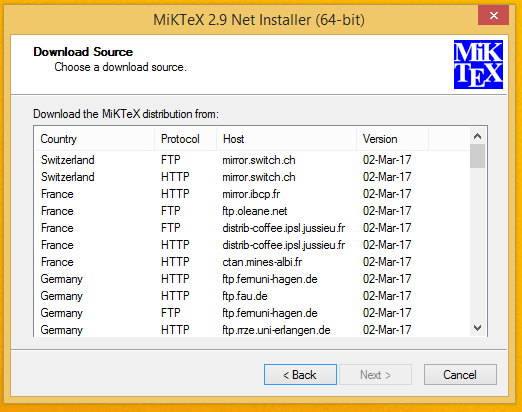 MiKTeX 2.9 Net Installer (64-bit)
Download Source
Choose a download source.
MiK
TEX
Download the MiKTeX distribution from:
Country Protocol Host Version
Switzerland FTP mirror.switch.ch 02-Mar-17
Switzerland HTTP mirror.switch.ch 02-Mar-17
France HTTP mirror.ibcp.fr 02-Mar-17
France FTP ftp.oleane.net 02-Mar-17
France FTP distrib-coffee.ipsl.jussieu.fr 02-Mar-17
France HTTP distrib-coffee.ipsl.jussieu.fr 02-Mar-17
France HTTP ctan.mines-albi.fr 02-Mar-17
Germany HTTP ftp.fernuni-hagen.de 02-Mar-17
Germany HTTP ftp.fau.de 02-Mar-17
Germany FTP ftp.fernuni-hagen.de 02-Mar-17
Germany HTTP ftp.rrze.uni-erlangen.de 02-Mar-17
< Back Next > Cancel